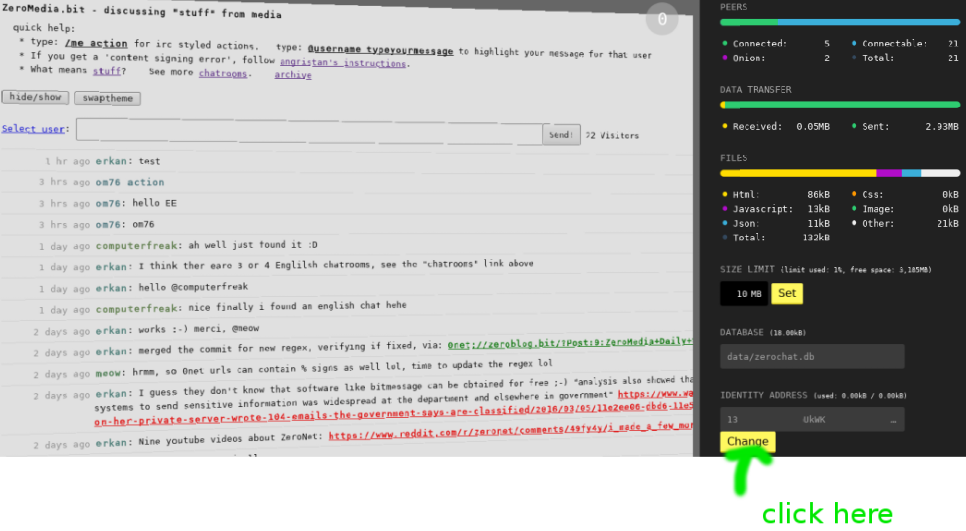 ZeroMedia.bit - discussing *stuff* from media
0
quick help:
* type: /me action for irc styled actions. type: @username typeyourmessage to highlight your message for that user
* If you get a 'content signing error', follow angristan's instructions.
* What means stuff? See more chatrooms. archive
hide/show swaptheme
Select user: Send! 22 Visitors
1 hr ago erkan: test
3 hrs ago om76 action
3 hrs ago om76: hello EE
3 hrs ago om76: om76
1 day ago computerfreak: ah well just found it :D
1 day ago erkan: I think ther earo 3 or 4 Englilsh chatrooms, see the "chatrooms" link above
1 day ago erkan: hello @computerfreak
1 day ago computerfreak: nice finally i found an english chat hehe
2 days ago erkan: works :-) merci, @meow
2 days ago erkan: merged the commit for new regex, verifying if fixed, via: 0net://zeroblog.bit/?Post:9:ZeroMedia+Daily+
2 days ago meow: hrmm, so 0net urls can contain % signs as well lol, time to update the regex lol
2 days ago erkan: I guess they don't know that software like bitmessage can be obtained for free ;-) "analysis also showed tha
systems to send sensitive information was widespread at the department and elsewhere in government"
on-her-private-server-wrote-104-emails-the-government-says-are-classified/2016/03/05/
2 days ago erkan: Nine youtube videos about ZeroNet: https://www.reddit.com/r/zeronet/comments/49fy4y/i_made_a_few_mor
PEERS
Connected: 5 Connectable: 21
Onion: 2 Total: 21
DATA TRANSFER
Received: 0.05MB Sent: 2.93MB
FILES
Html: 86kB Css: 0kB
Javascript: 13kB Image: 0kB
Json: 11kB Other: 21kB
Total: 132kB
SIZE LIMIT (limit used: 1%, free space: 3,185MB)
10 MB Set
DATABASE (18.00kB)
data/zerochat.db
IDENTITY ADDRESS (used: 0.00kB / 0.00kB)
13 UkWK …
Change
click here